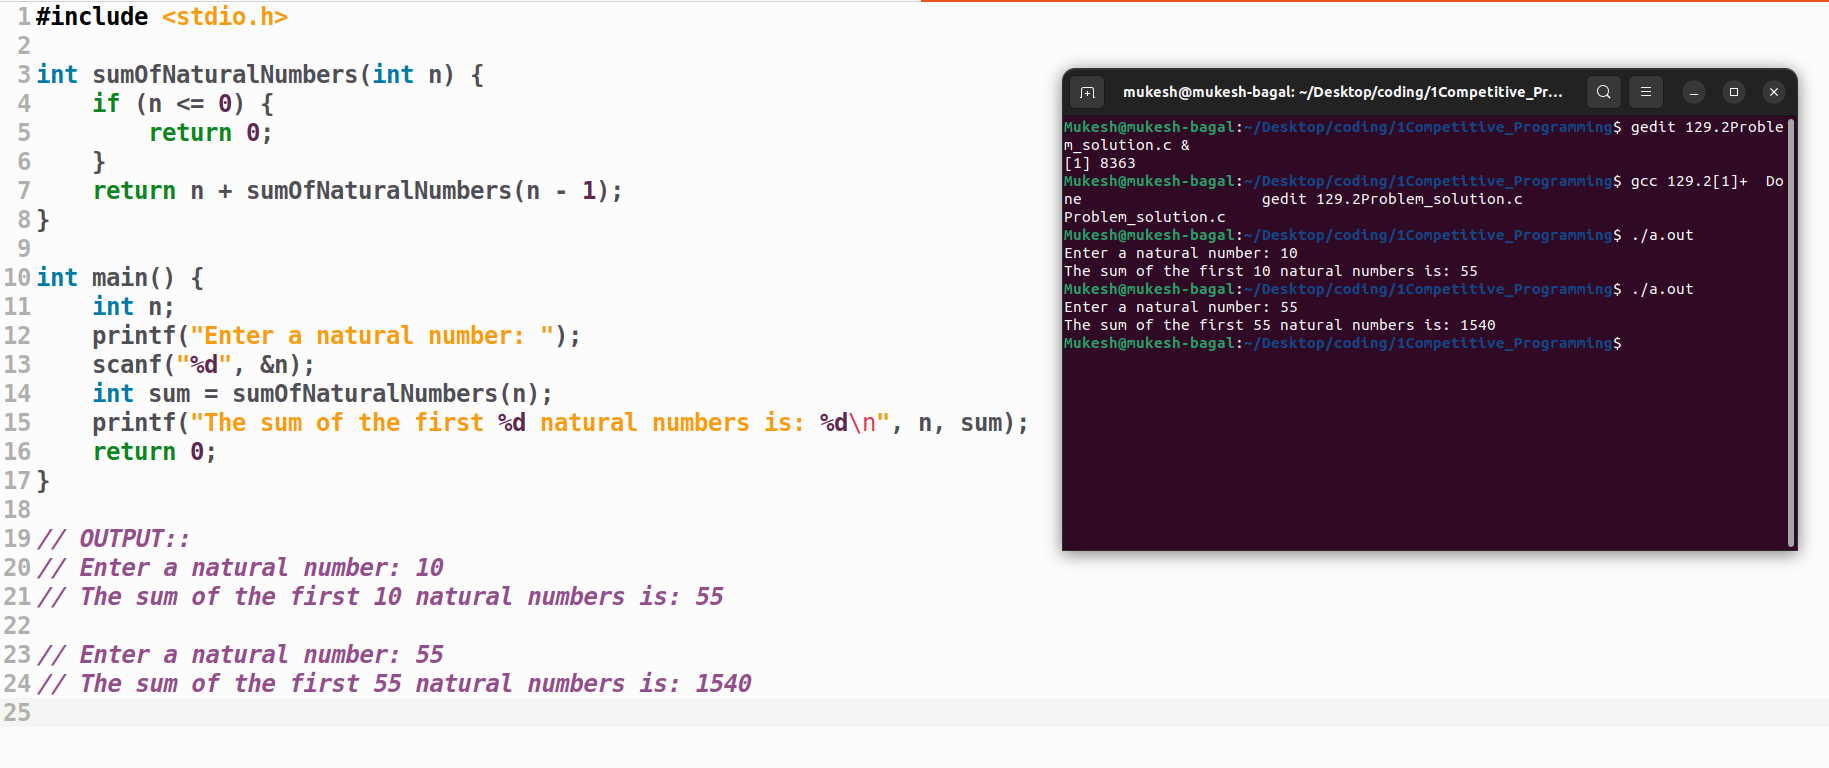 1 #include <stdio.h>
2
3 int sumOfNaturalNumbers(int n) {
4     if (n <= 0) {
5         return 0;
6     }
7     return n + sumOfNaturalNumbers(n - 1);
8 }
9
10 int main() {
11     int n;
12     printf("Enter a natural number: ");
13     scanf("%d", &n);
14     int sum = sumOfNaturalNumbers(n);
15     printf("The sum of the first %d natural numbers is: %d\n", n, sum);
16     return 0;
17 }
18
19 // OUTPUT::
20 // Enter a natural number: 10
21 // The sum of the first 10 natural numbers is: 55
22
23 // Enter a natural number: 55
24 // The sum of the first 55 natural numbers is: 1540
25
mukesh@mukesh-bagal: ~/Desktop/coding/1Competitive_Pr...
Mukesh@mukesh-bagal:~/Desktop/coding/1Competitive_Programming$ gedit 129.2Proble
m_solution.c &
[1] 8363
Mukesh@mukesh-bagal:~/Desktop/coding/1Competitive_Programming$ gcc 129.2[1]+  Do
ne                    gedit 129.2Problem_solution.c
Problem_solution.c
Mukesh@mukesh-bagal:~/Desktop/coding/1Competitive_Programming$ ./a.out
Enter a natural number: 10
The sum of the first 10 natural numbers is: 55
Mukesh@mukesh-bagal:~/Desktop/coding/1Competitive_Programming$ ./a.out
Enter a natural number: 55
The sum of the first 55 natural numbers is: 1540
Mukesh@mukesh-bagal:~/Desktop/coding/1Competitive_Programming$